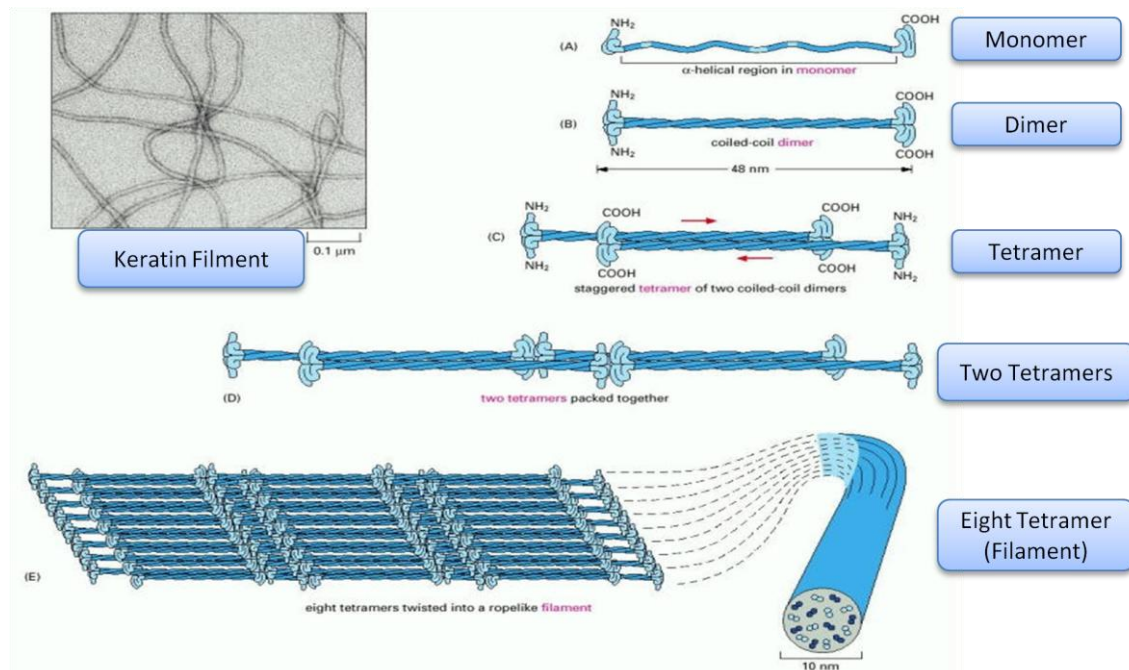 NH₂
COOH
(A)
α-helical region in monomer
Monomer
NH₂
COOH
(B)
NH₂
coiled-coil dimer
COOH
48 nm
Dimer
0.1 μm
Keratin Filment
NH₂
COOH
COOH
NH₂
(C)
NH₂
COOH
COOH
NH₂
staggered tetramer of two coiled-coil dimers
Tetramer
(D)
two tetramers packed together
Two Tetramers
(E)
eight tetramers twisted into a ropelike filament
10 nm
Eight Tetramer
(Filament)